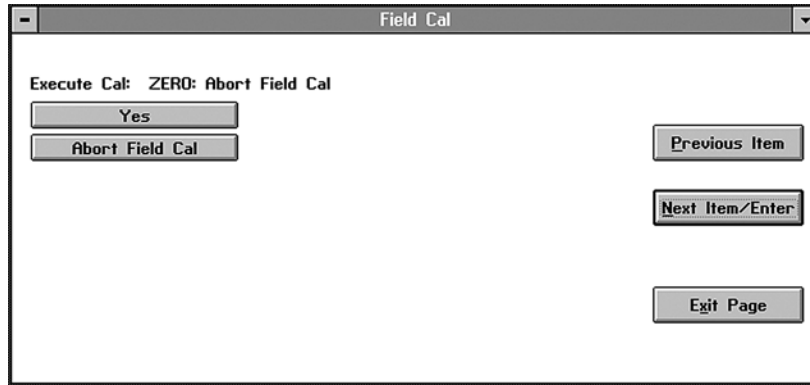 Field Cal
Execute Cal: ZERO: Abort Field Cal
Yes
Abort Field Cal
Previous Item
Next Item/Enter
Exit Page